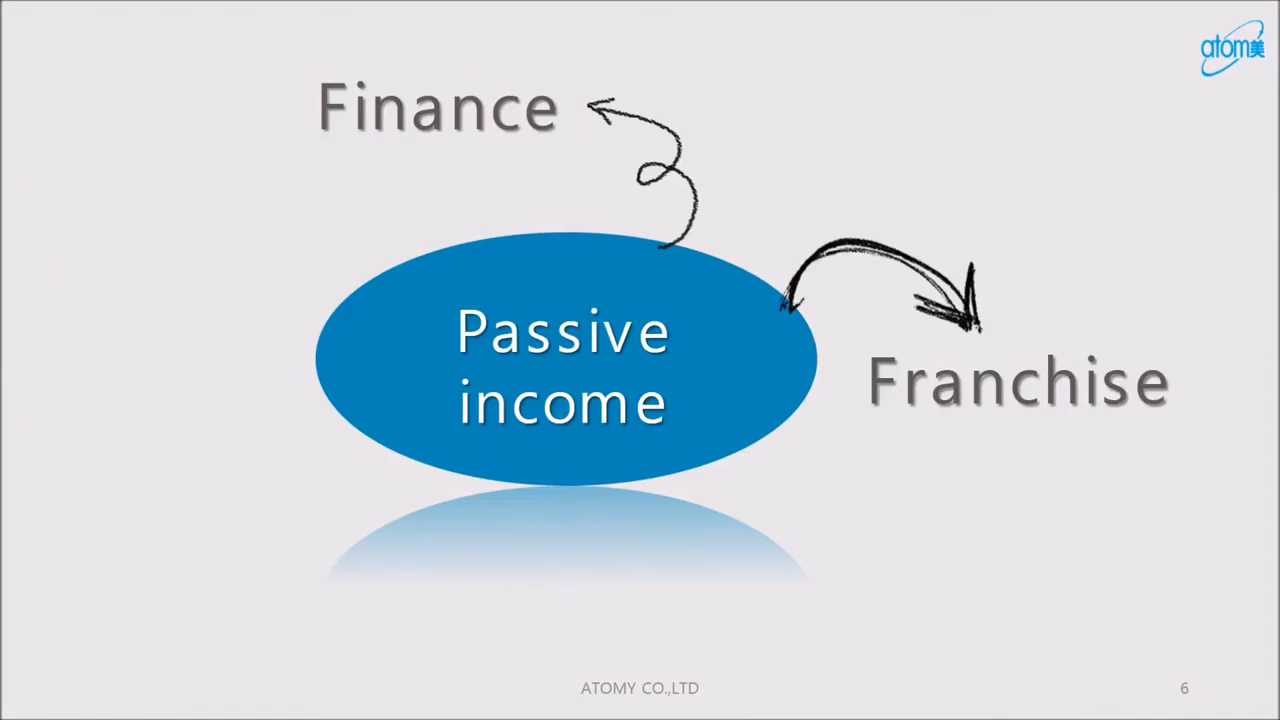 atom美
Finance
Passive
income
Franchise
ATOMY CO.,LTD
6